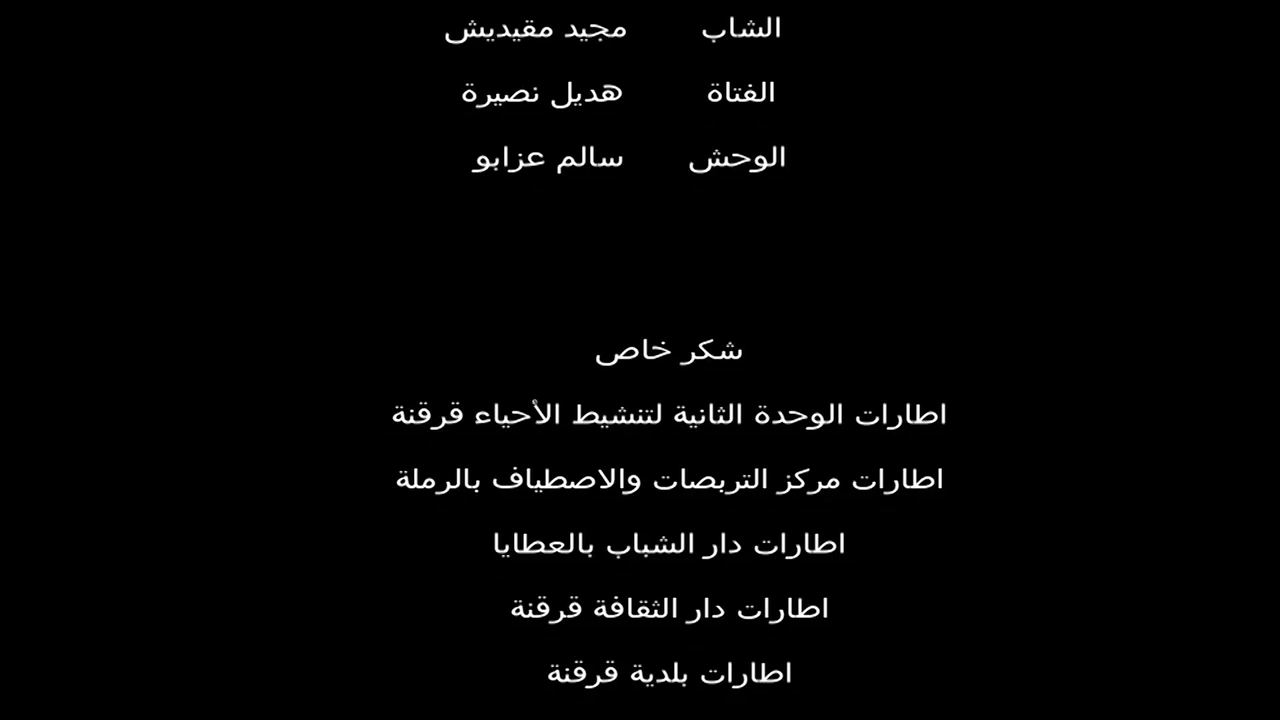 الشاب مجيد مقيديش
الفتاة هديل نصيرة
الوحش سالم عزابو
شكر خاص
اطارات الوحدة الثانية لتنشيط الأحياء قرقنة
اطارات مركز التربصات والاصطياف بالرملة
اطارات دار الشباب بالعطايا
اطارات دار الثقافة قرقنة
اطارات بلدية قرقنة